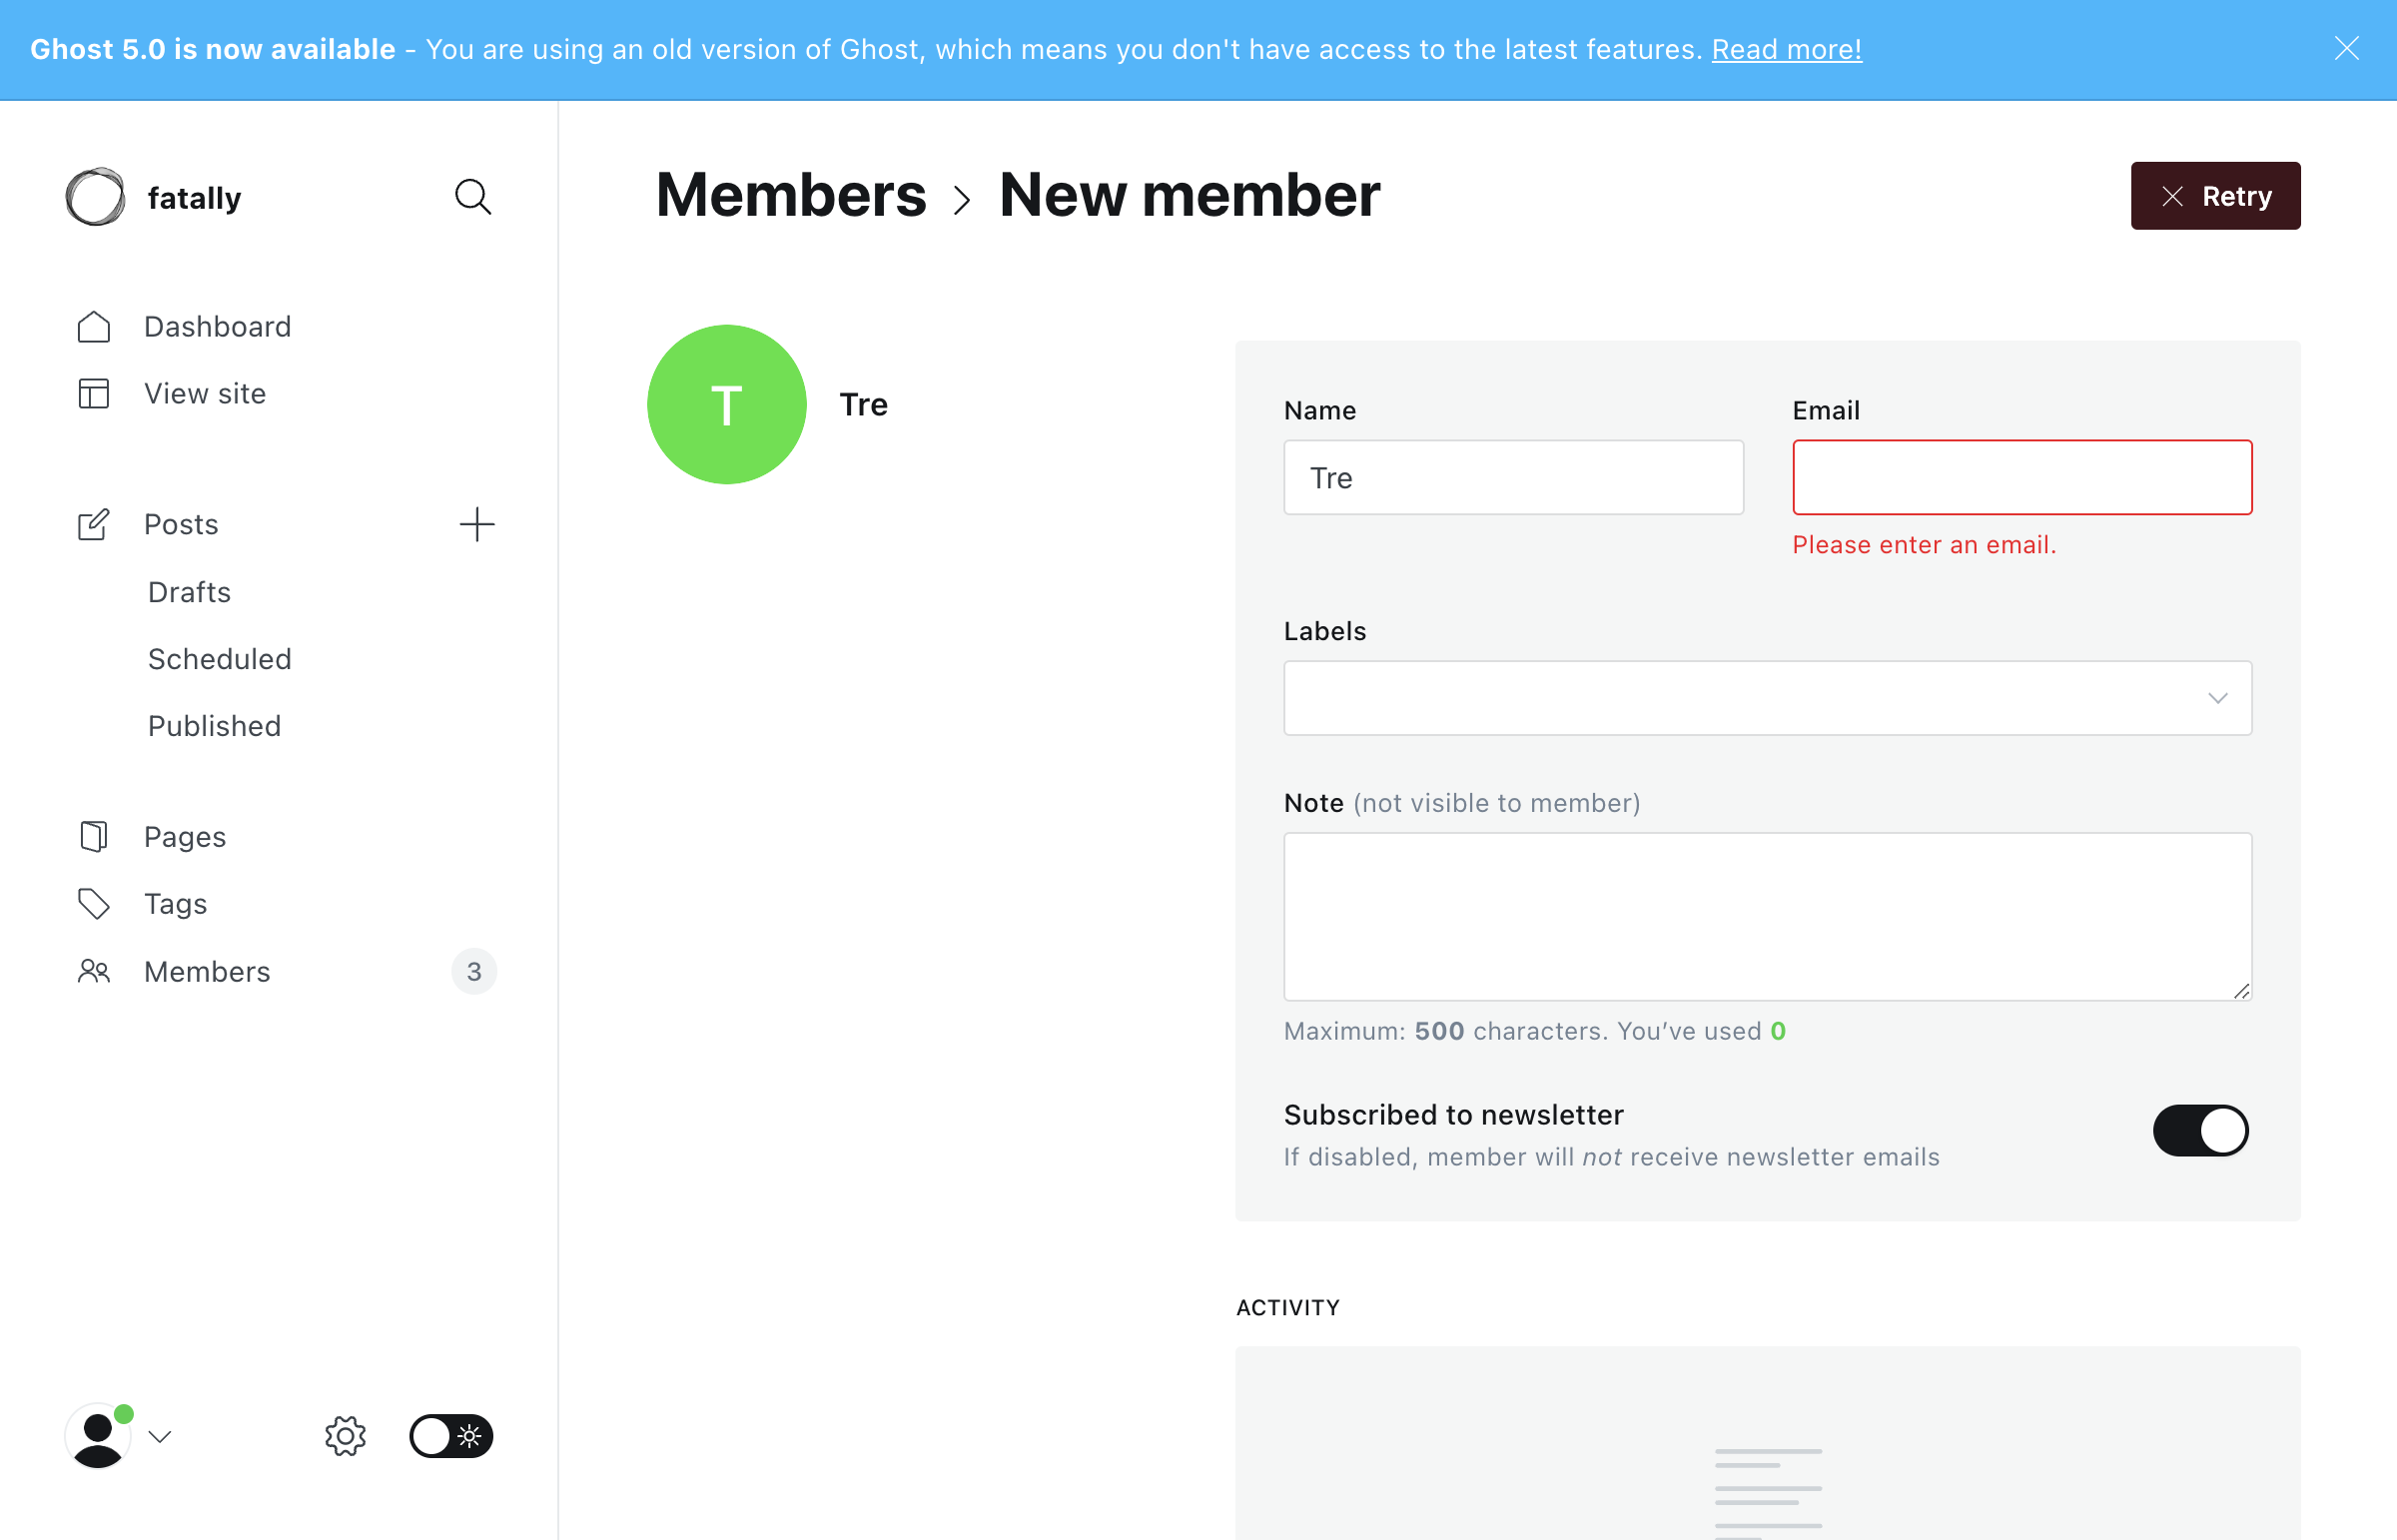 Ghost 5.0 is now available - You are using an old version of Ghost, which means you don't have access to the latest features. Read more!
fatally
Dashboard
View site
Posts
Drafts
Scheduled
Published
Pages
Tags
Members 3
Members > New member
Retry
T
Tre
Name
Tre
Email
Please enter an email.
Labels
Note (not visible to member)
Maximum: 500 characters. You’ve used 0
Subscribed to newsletter
If disabled, member will not receive newsletter emails
ACTIVITY